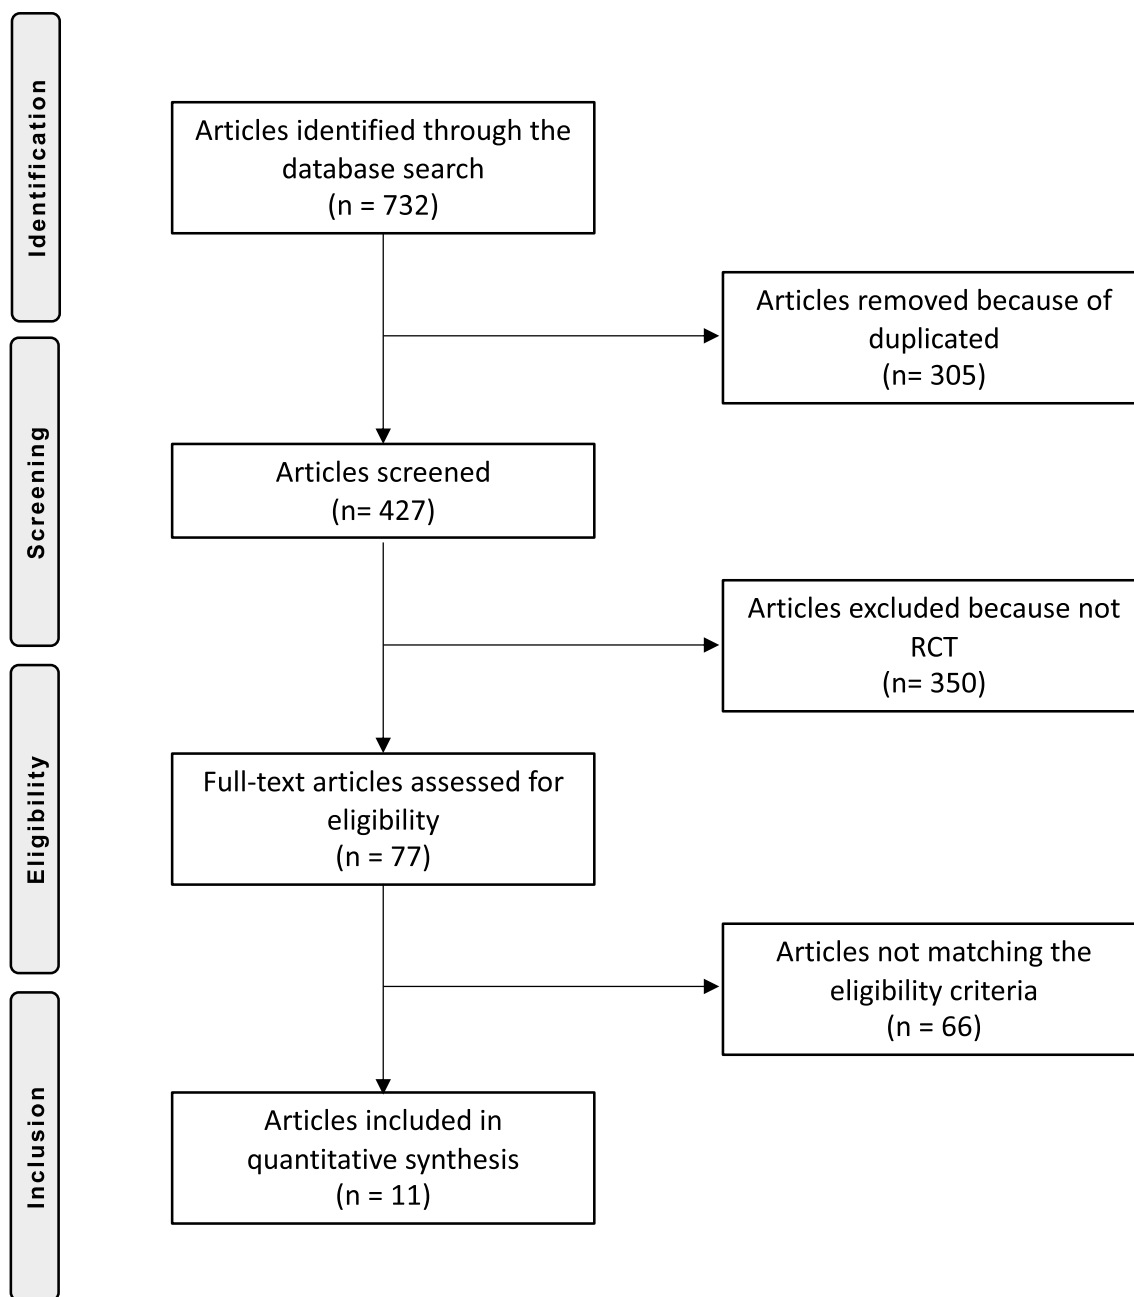 Identification
Articles identified through the
database search
(n = 732)
Articles removed because of
duplicated
(n= 305)
Screening
Articles screened
(n= 427)
Articles excluded because not
RCT
(n= 350)
Eligibility
Full-text articles assessed for
eligibility
(n = 77)
Articles not matching the
eligibility criteria
(n = 66)
Inclusion
Articles included in
quantitative synthesis
(n = 11)